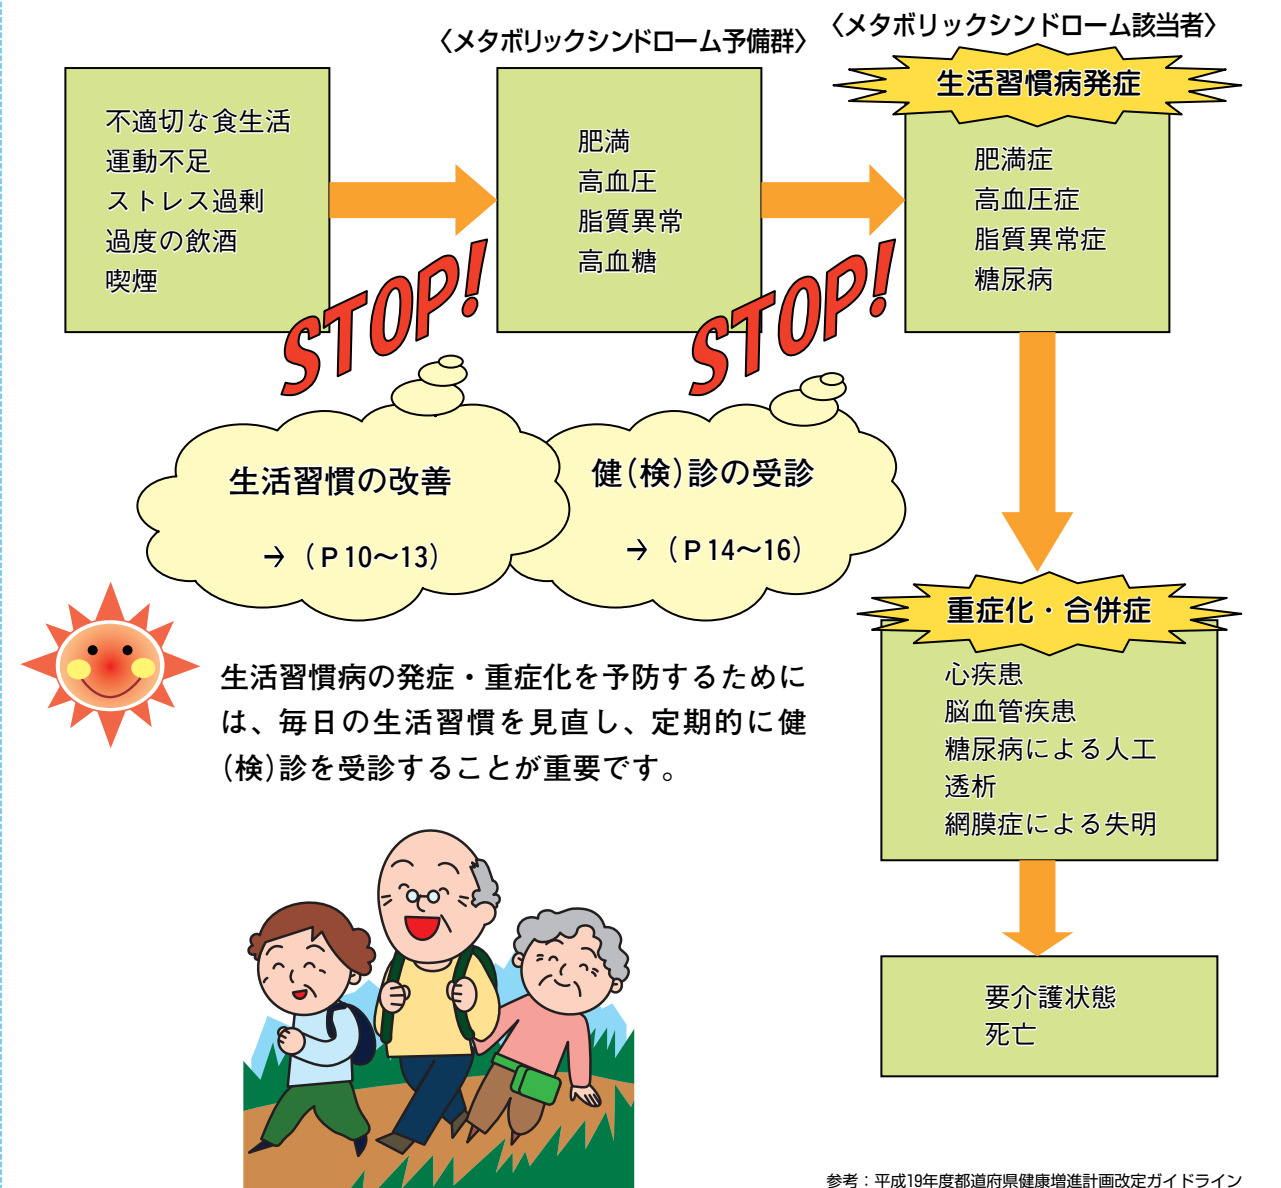 〈メタボリックシンドローム予備群〉
〈メタボリックシンドローム該当者〉
不適切な食生活
運動不足
ストレス過剰
過度の飲酒
喫煙
肥満
高血圧
脂質異常
高血糖
生活習慣病発症
肥満症
高血圧症
脂質異常症
糖尿病
STOP!
STOP!
生活習慣の改善
→（P10〜13）
健(検)診の受診
→（P14〜16）
重症化・合併症
心疾患
脳血管疾患
糖尿病による人工
透析
網膜症による失明
生活習慣病の発症・重症化を予防するために
は、毎日の生活習慣を見直し、定期的に健
(検)診を受診することが重要です。
要介護状態
死亡
参考：平成19年度都道府県健康増進計画改定ガイドライン